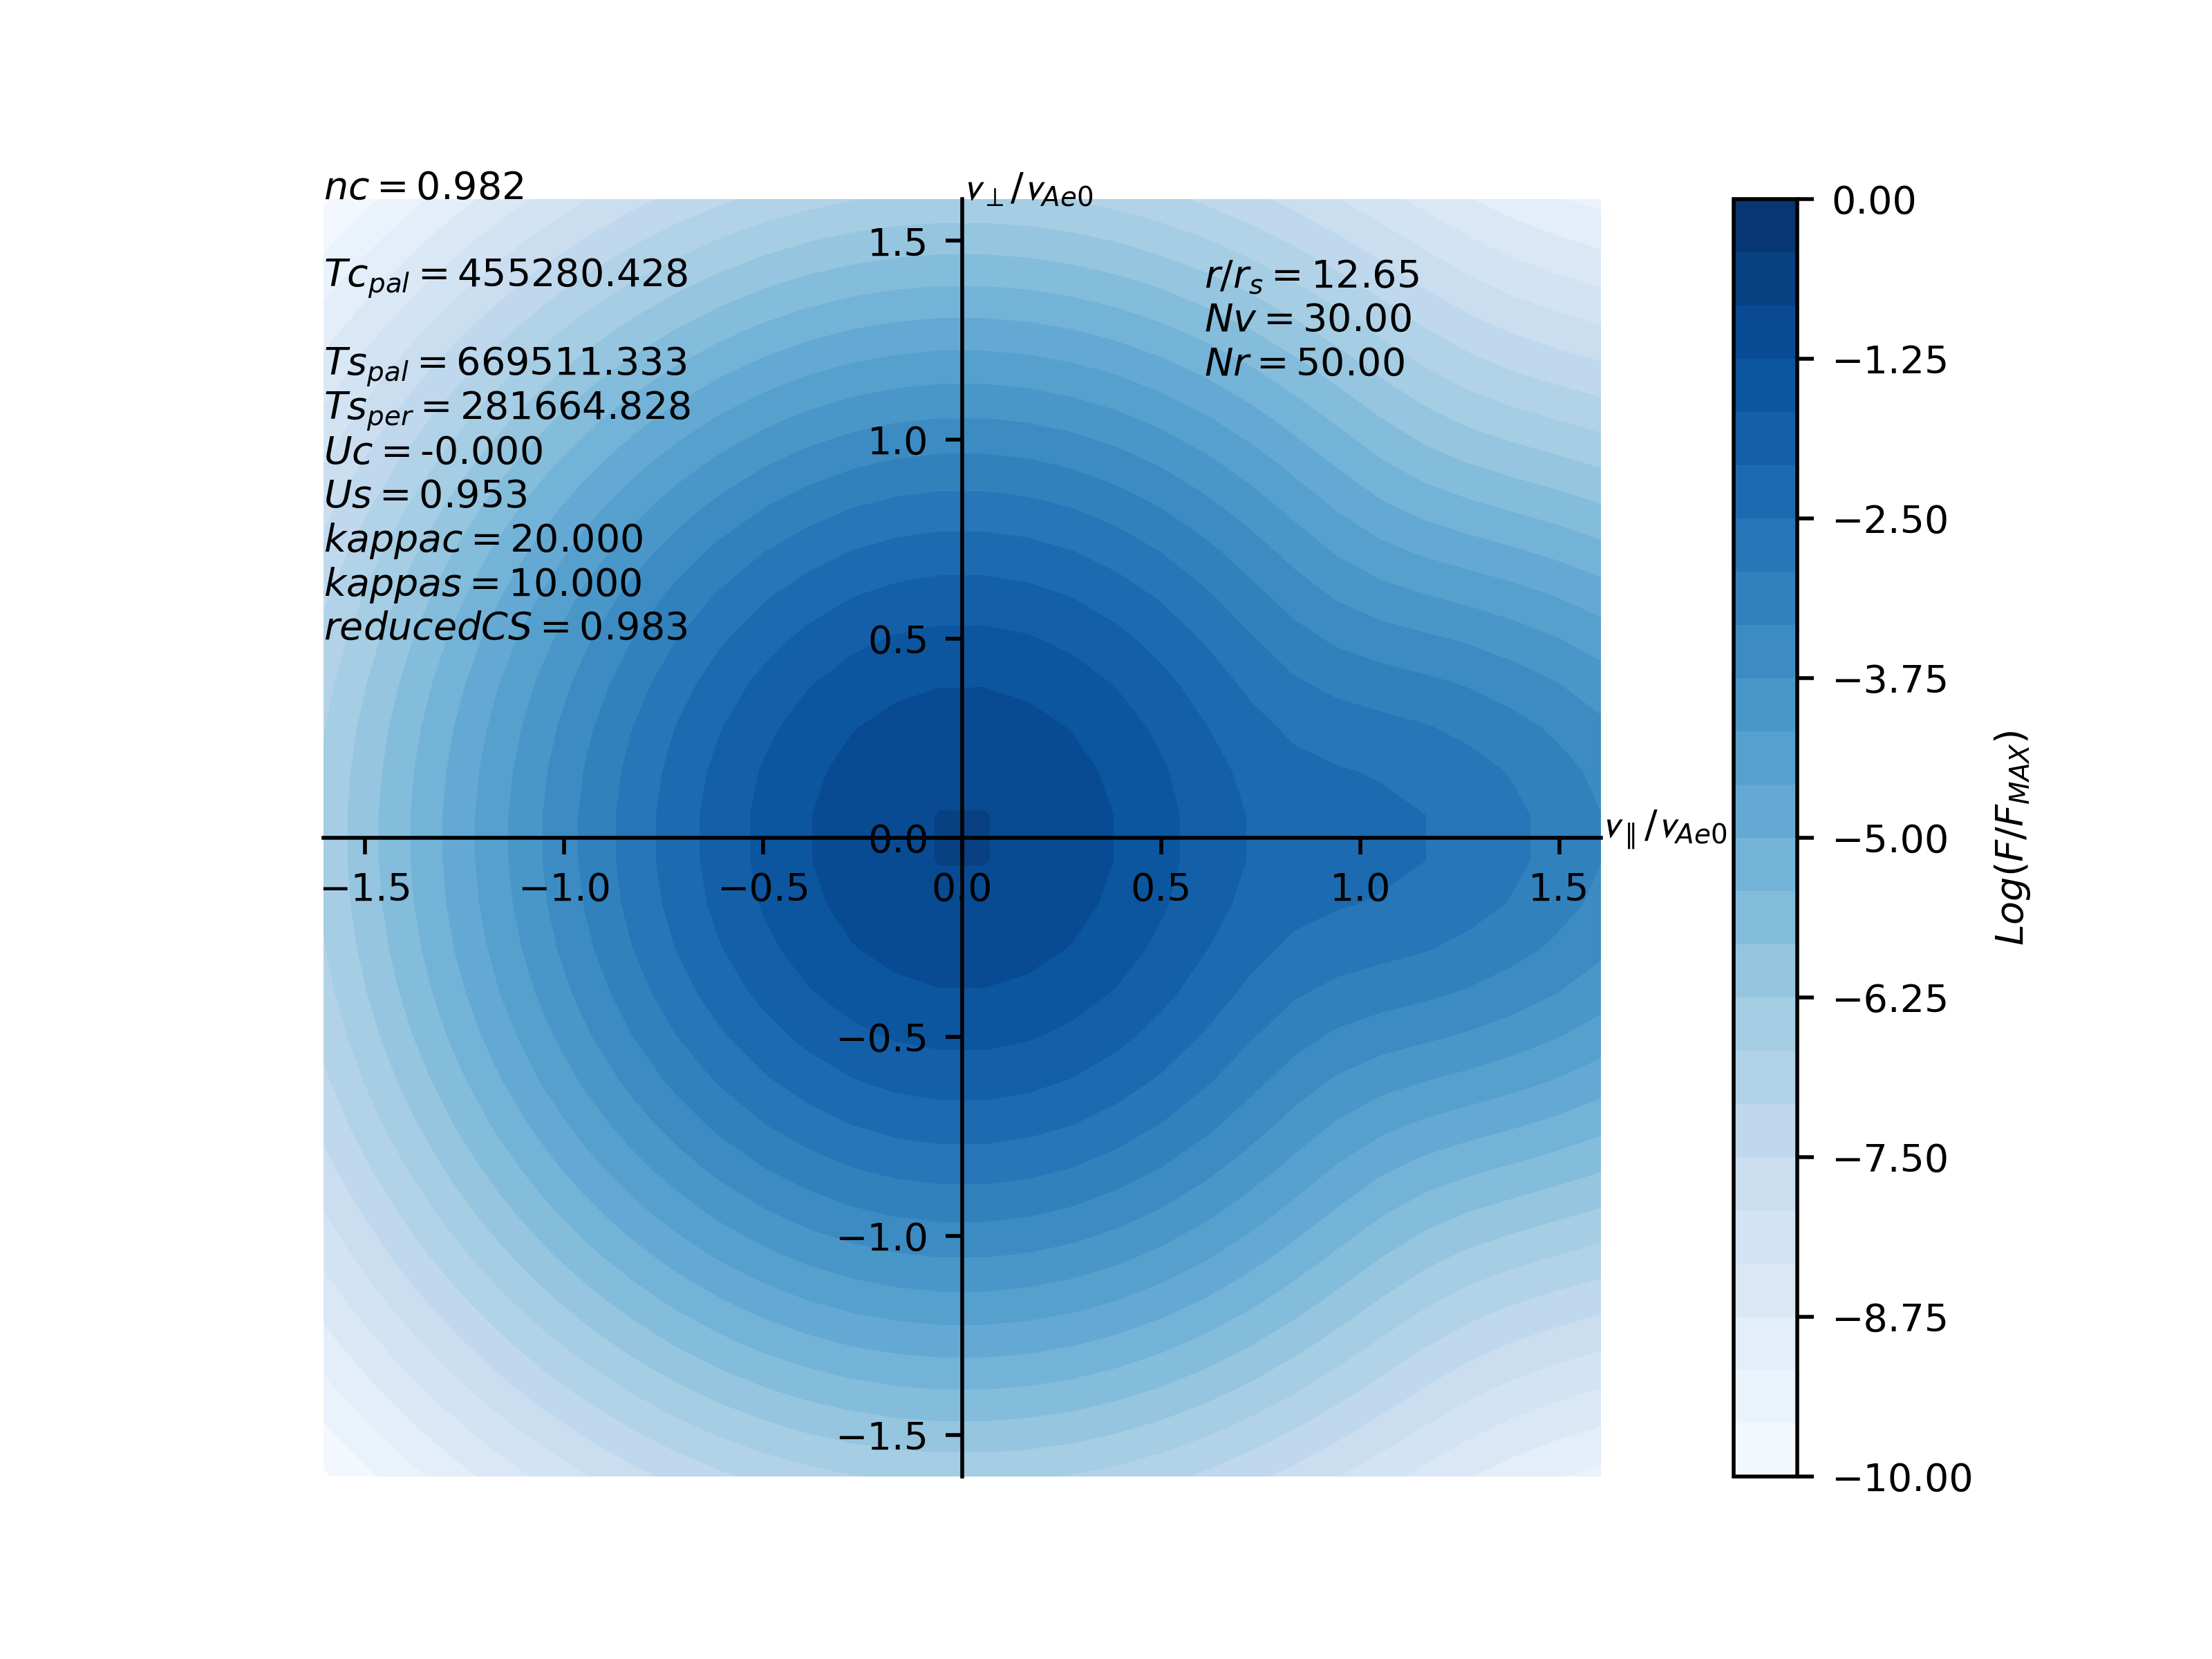 nc = 0.982
v⊥/vAe0
Tcpal = 455280.428
Tspal = 669511.333
Tsper = 281664.828
Uc = -0.000
Us = 0.953
kappac = 20.000
kappas = 10.000
reducedCS = 0.983
r/rs = 12.65
Nv = 30.00
Nr = 50.00
1.5
1.0
0.5
0.0
−0.5
−1.0
−1.5
−1.5 −1.0 −0.5 0.0 0.5 1.0 1.5
v∥/vAe0
0.00
−1.25
−2.50
−3.75
−5.00
−6.25
−7.50
−8.75
−10.00
Log(F/FMAX)